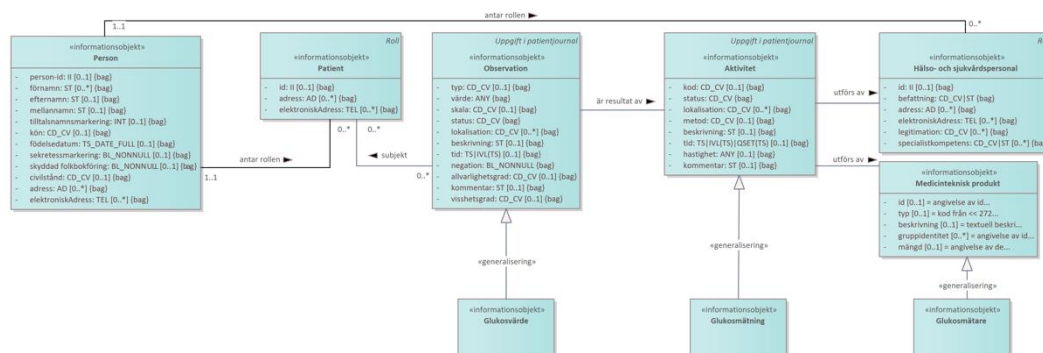 antar rollen
1..1
0..*
«informationsobjekt»
Person
- person-id: II [0..1] {bag}
- förnamn: ST [0..*] {bag}
- efternamn: ST [0..1] {bag}
- mellannamn: ST [0..1] {bag}
- tilltalsnamnsmarkering: INT [0..1] {bag}
- kön: CD_CV [0..1] {bag}
- födelsedatum: TS_DATE_FULL [0..1] {bag}
- sekretessmarkering: BL_NONNULL [0..1] {bag}
- skyddad folkbokföring: BL_NONNULL [0..1] {bag}
- civilstånd: CD_CV [0..1] {bag}
- adress: AD [0..*] {bag}
- elektroniskAdress: TEL [0..*] {bag}
antar rollen
1..1
0..*
Roll
«informationsobjekt»
Patient
- id: II [0..1] {bag}
- adress: AD [0..*] {bag}
- elektroniskAdress: TEL [0..*] {bag}
0..*
subjekt
0..*
Uppgift i patientjournal
«informationsobjekt»
Observation
- typ: CD_CV [0..1] {bag}
- värde: ANY
- skala: CD_CV [0..1] {bag}
- status: CD_CV
- lokalisation: CD_CV [0..*] {bag}
- beskrivning: ST [0..1] {bag}
- tid: TS|IVL(TS) [0..1] {bag}
- negation: BL_NONNULL
- allvarlighetsgrad: CD_CV [0..1] {bag}
- kommentar: ST [0..1] {bag}
- visshetsgrad: CD_CV [0..1] {bag}
är resultat av
Uppgift i patientjournal
«informationsobjekt»
Aktivitet
- kod: CD_CV [0..1] {bag}
- status: CD_CV
- lokalisation: CD_CV [0..*] {bag}
- metod: CD_CV [0..1] {bag}
- beskrivning: ST [0..1] {bag}
- tid: TS|IVL(TS)|QSET(TS) [0..1] {bag}
- hastighet: ANY [0..1] {bag}
- kommentar: ST [0..1] {bag}
utförs av
utförs av
«informationsobjekt»
Hälso- och sjukvårdspersonal
- id: II [0..1] {bag}
- befattning: CD_CV|ST {bag}
- adress: AD [0..*] {bag}
- elektroniskAdress: TEL [0..*] {bag}
- legitimation: CD_CV [0..1] {bag}
- specialistkompetens: CD_CV|ST [0..*] {bag}
«informationsobjekt»
Medicinteknisk produkt
- id [0..1] = angivelse av id...
- typ [0..1] = kod från << 272...
- beskrivning [0..1] = textuell beskri...
- gruppidentitet [0..*] = angivelse av id...
- mängd [0..1] = angivelse av de...
«generalisering»
«generalisering»
«generalisering»
«informationsobjekt»
Glukosvärde
«informationsobjekt»
Glukosmätning
«informationsobjekt»
Glukosmätare